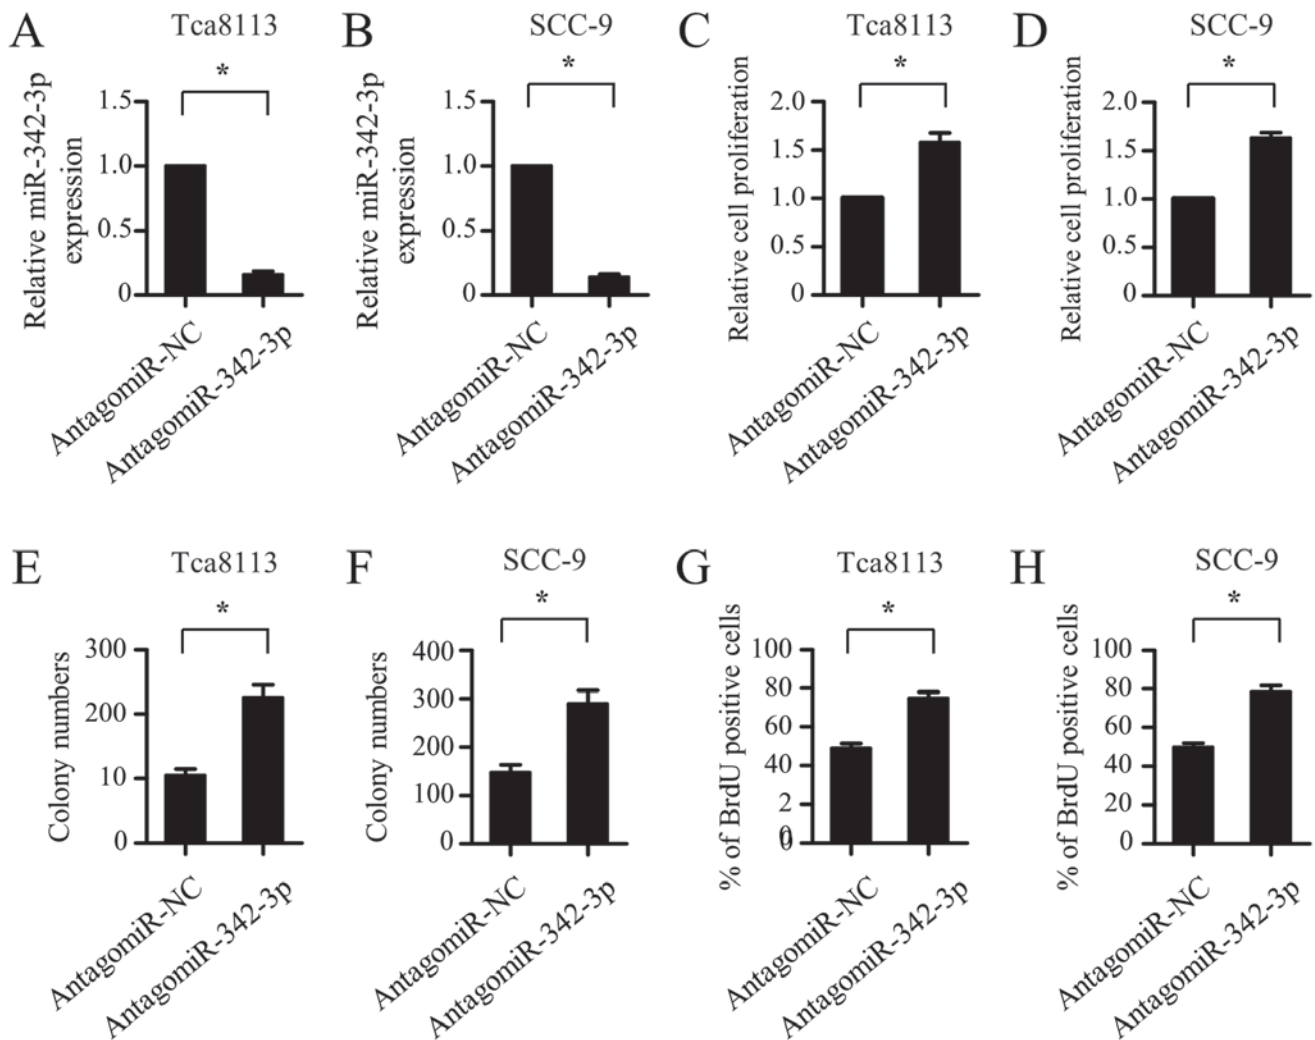 A
Tca8113
*
Relative miR-342-3p
expression
1.5
1.0
0.5
0
AntagomiR-NC
AntagomiR-342-3p
B
SCC-9
*
Relative miR-342-3p
expression
1.5
1.0
0.5
0
AntagomiR-NC
AntagomiR-342-3p
C
Tca8113
*
Relative cell proliferation
2.0
1.5
1.0
0.5
0
AntagomiR-NC
AntagomiR-342-3p
D
SCC-9
*
Relative cell proliferation
2.0
1.5
1.0
0.5
0
AntagomiR-NC
AntagomiR-342-3p
E
Tca8113
*
Colony numbers
300
200
10
0
AntagomiR-NC
AntagomiR-342-3p
F
SCC-9
*
Colony numbers
400
300
200
100
0
AntagomiR-NC
AntagomiR-342-3p
G
Tca8113
*
% of BrdU positive cells
100
80
60
40
2
0
0
AntagomiR-NC
AntagomiR-342-3p
H
SCC-9
*
% of BrdU positive cells
100
80
60
40
20
0
AntagomiR-NC
AntagomiR-342-3p